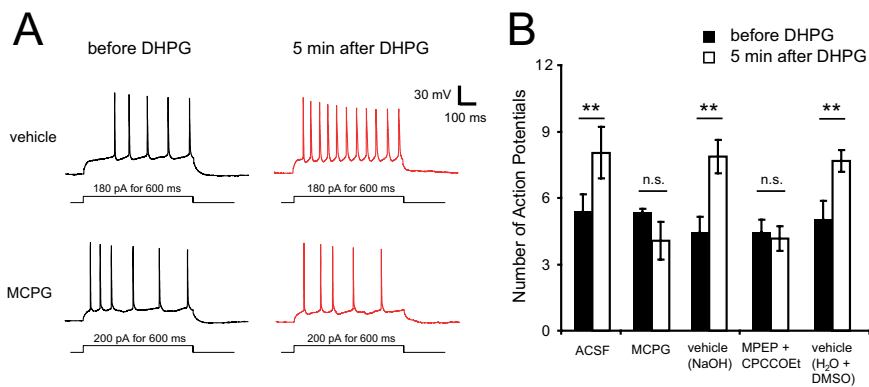 A
before DHPG
5 min after DHPG
30 mV
100 ms
vehicle
180 pA for 600 ms
180 pA for 600 ms
MCPG
200 pA for 600 ms
200 pA for 600 ms
B
before DHPG
5 min after DHPG
Number of Action Potentials
12
9
6
3
0
**
n.s.
**
n.s.
**
ACSF
MCPG
vehicle
(NaOH)
MPEP +
CPCCOEt
vehicle
(H₂O +
DMSO)